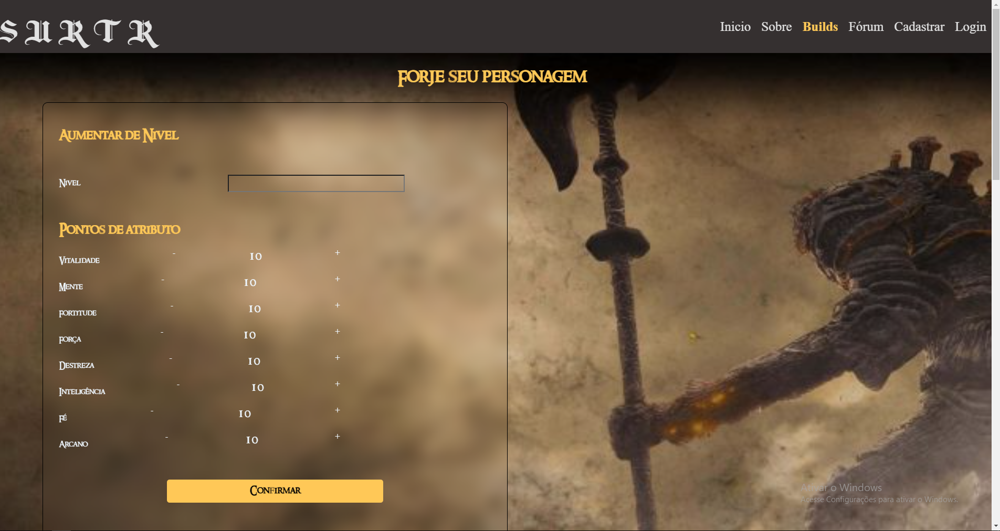 SURTR
Inicio Sobre Builds Fórum Cadastrar Login
Forje seu personagem
Aumentar de Nivel
Nivel
Pontos de atributo
Vitalidade - 10 +
Mente - 10 +
Fortitude - 10 +
Força - 10 +
Destreza - 10 +
Inteligência - 10 +
Fé - 10 +
Arcano - 10 +
Confirmar
Ativar o Windows
Acesse Configurações para ativar o Windows.